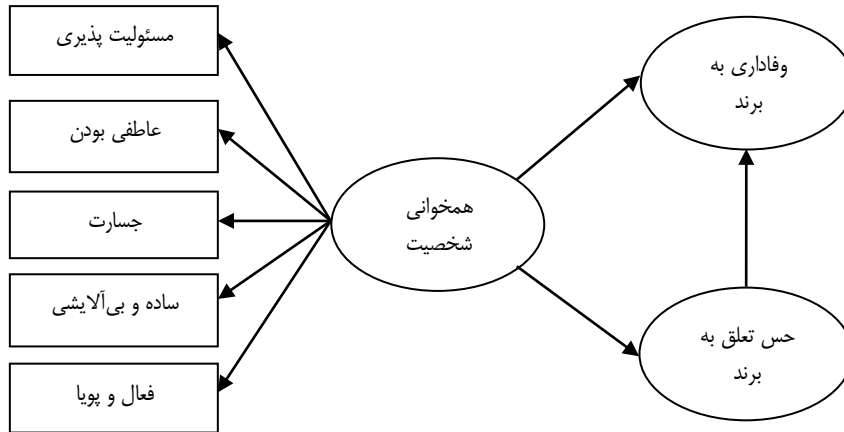 مسئولیت پذیری
عاطفی بودن
جسارت
ساده و بی‌آلایشی
فعال و پویا
همخوانی
شخصیت
وفاداری به
برند
حس تعلق به
برند